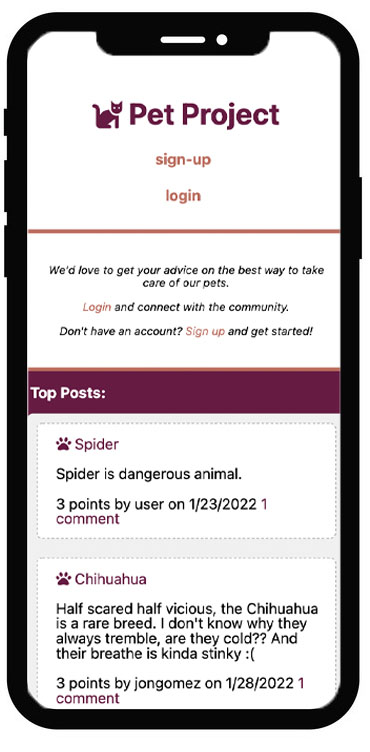 Pet Project
sign-up
login
We'd love to get your advice on the best way to take
care of our pets.
Login and connect with the community.
Don't have an account? Sign up and get started!
Top Posts:
Spider
Spider is dangerous animal.
3 points by user on 1/23/2022 1
comment
Chihuahua
Half scared half vicious, the Chihuahua
is a rare breed. I don't know why they
always tremble, are they cold?? And
their breathe is kinda stinky :(
3 points by jongomez on 1/28/2022 1
comment